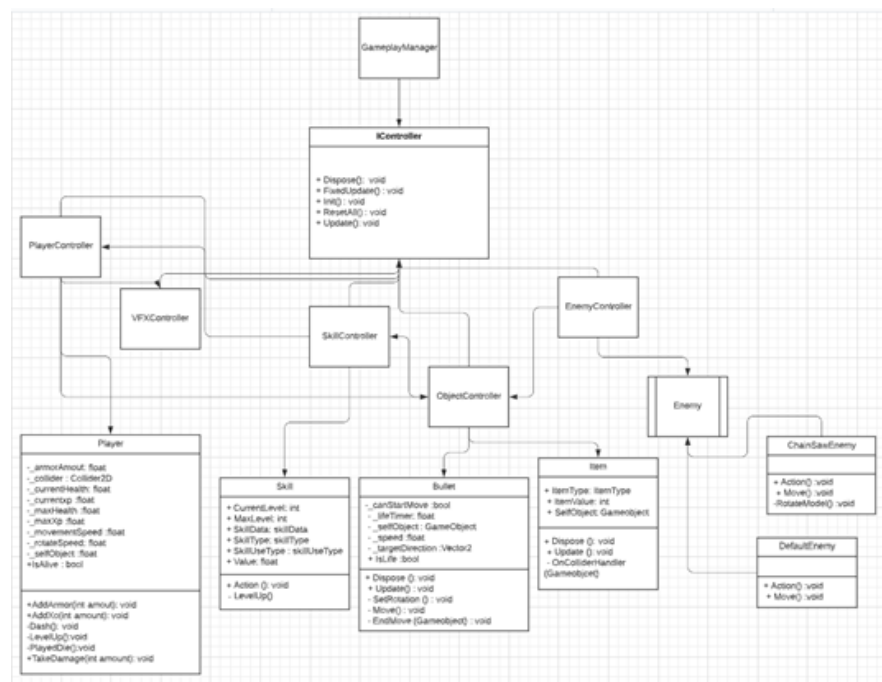 GameplayManager
IController
+ Dispose(); void
+ FixedUpdate() : void
+ Init() : void
+ ResetAll() : void
+ Update(): void
PlayerController
VFXController
SkillController
EnemyController
ObjectController
Enemy
Player
-_armorAmout: float
-_collider : Collider2D
-_currentHealth: float
-_currentxp :float
-_maxHealth :float
-_maxXp :float
-_movementSpeed :float
-_rotateSpeed: float
-_selfObject : float
+IsAlive : bool
+AddArmor(int amout): void
+AddXo(int amount): void
-Dash(): void
-LevelUp():void
-PlayedDie():void
+TakeDamage(int amount): void
Skill
+ CurrentLevel; int
+ MaxLevel; int
+ SkillData: skillData
+ SkillType: skillType
+ SkillUseType : skillUseType
+ Value: float
+ Action (): void
- LevelUp()
Bullet
-_canStartMove :bool
-_lifeTimer: float
-_selfObject : GameObject
-_speed :float
-_targetDirection :Vector2
+ IsLife :bool
+ Dispose (): void
+ Update() : void
- SetRotation () : void
- Move() : void
- EndMove (Gameobject) : void
Item
+ ItemType: ItemType
+ ItemValue: int
+ SelfObject: Gameobject
+ Dispose () : void
+ Update () : void
- OnColliderHandler
(Gameobjcet)
ChainSawEnemy
+ Action() :void
+ Move() : void
-RotateModel() :void
DefaultEnemy
+ Action() :void
+ Move() : void